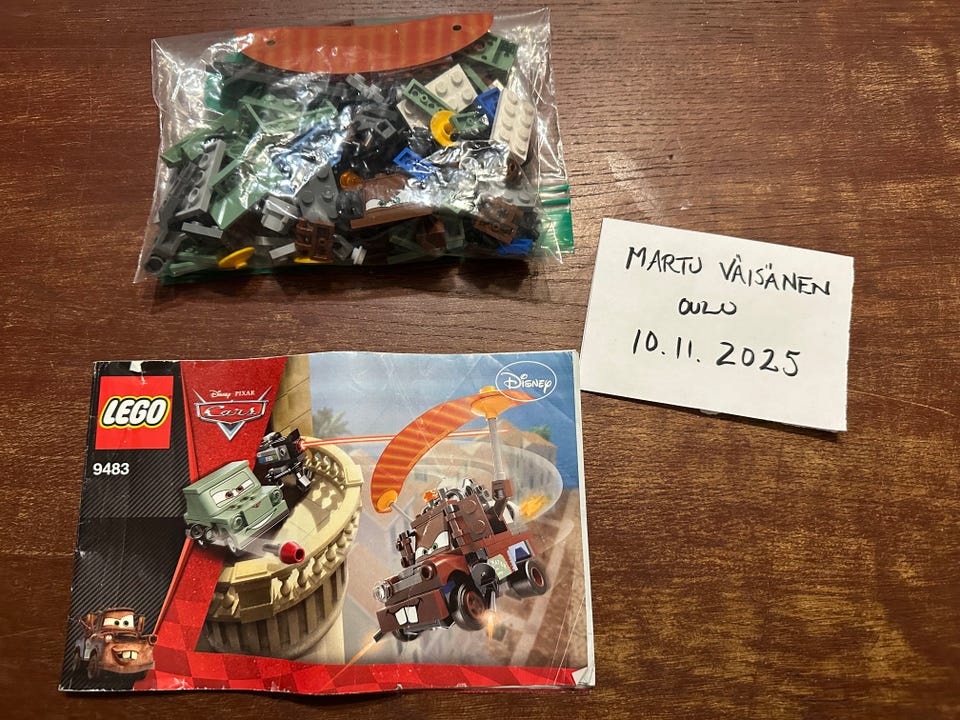 MARTU VÄISÄNEN
OULU
10.11.2025
LEGO
Disney · PIXAR
Cars
9483
Disney